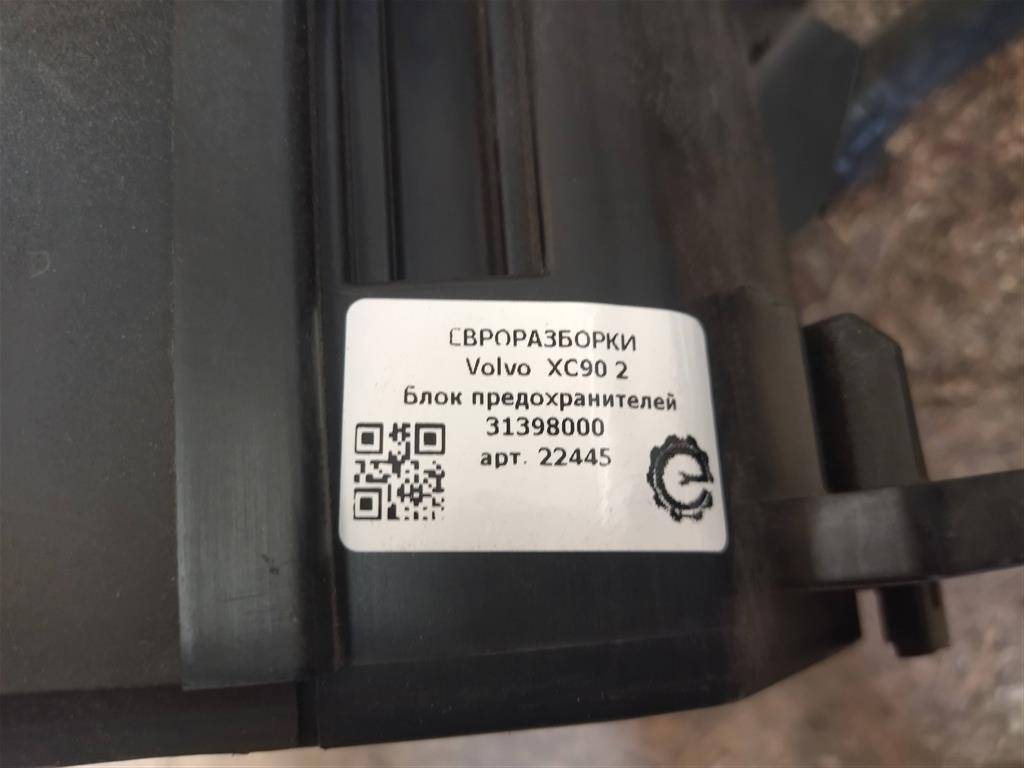 ЕВРОРАЗБОРКИ
Volvo XC90 2
Блок предохранителей
31398000
арт. 22445